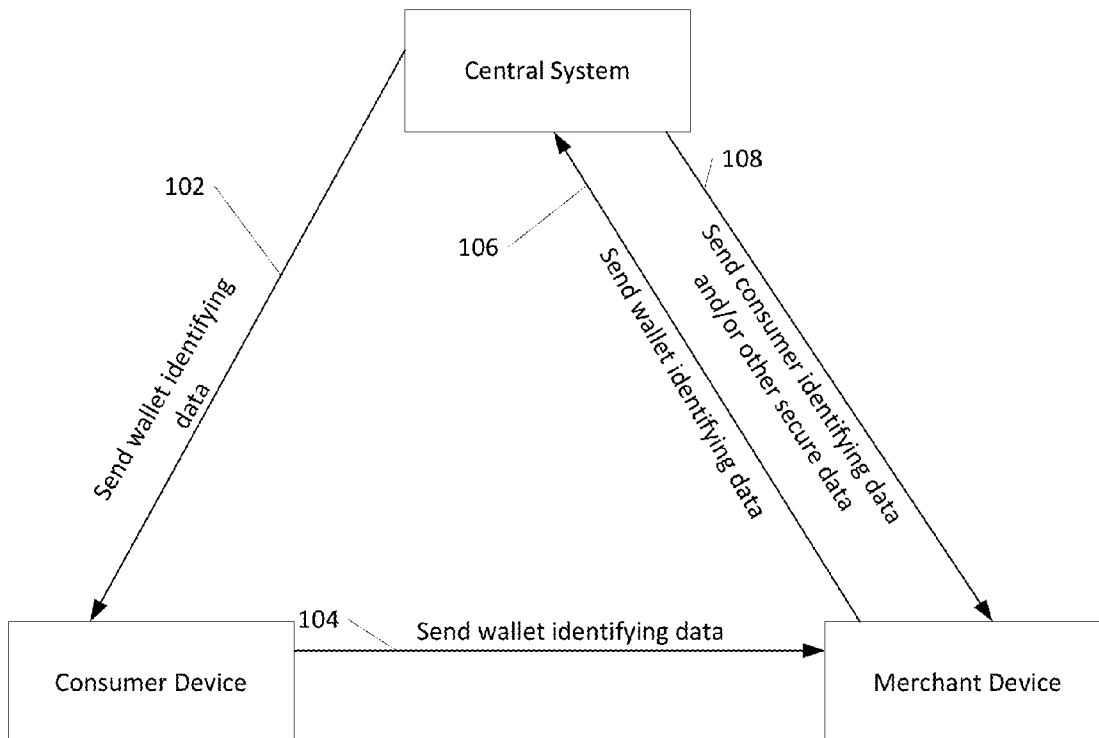 Central System
102
108
106
Send wallet identifying
data
Send wallet identifying data
Send consumer identifying data
and/or other secure data
104
Send wallet identifying data
Consumer Device
Merchant Device